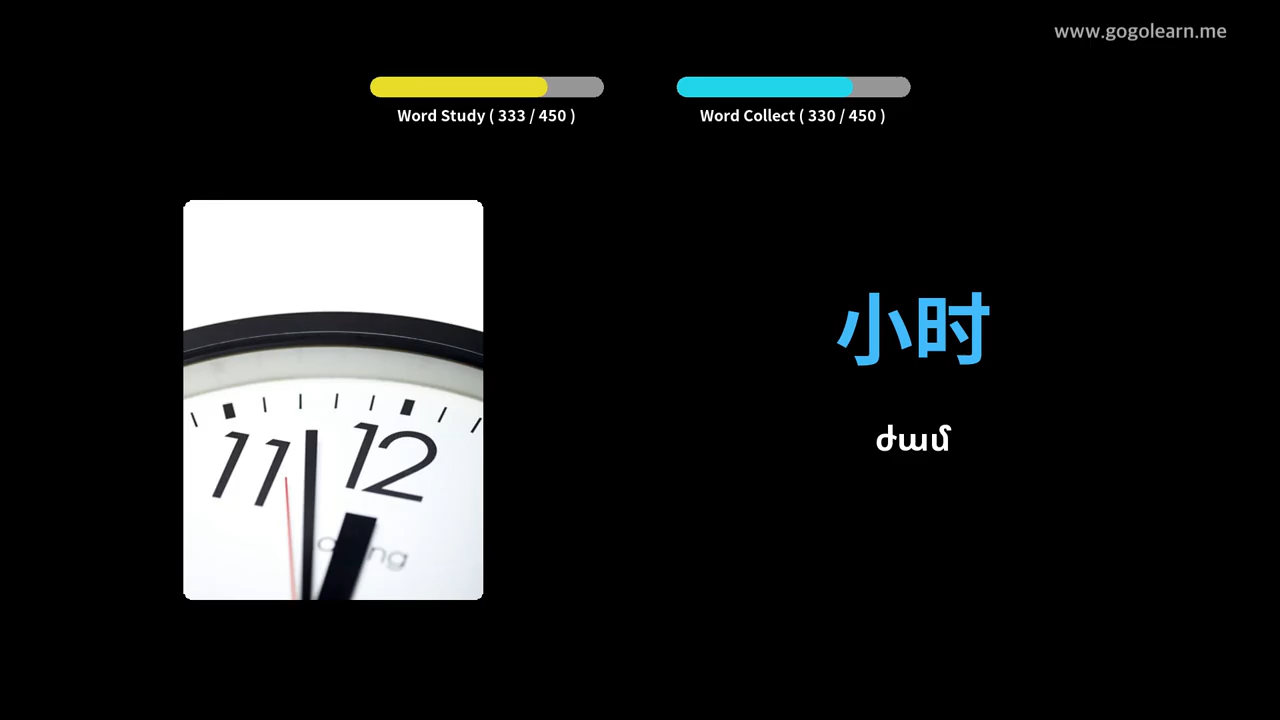 www.gogolearn.me
Word Study ( 333 / 450 )
Word Collect ( 330 / 450 )
小时
ժամ
11
12